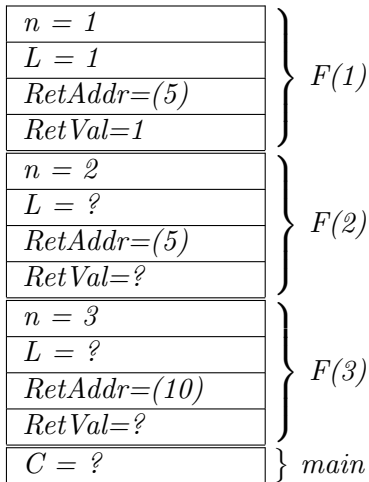 n = 1
L = 1
RetAddr=(5)
RetVal=1
F(1)
n = 2
L = ?
RetAddr=(5)
RetVal=?
F(2)
n = 3
L = ?
RetAddr=(10)
RetVal=?
F(3)
C = ?
main